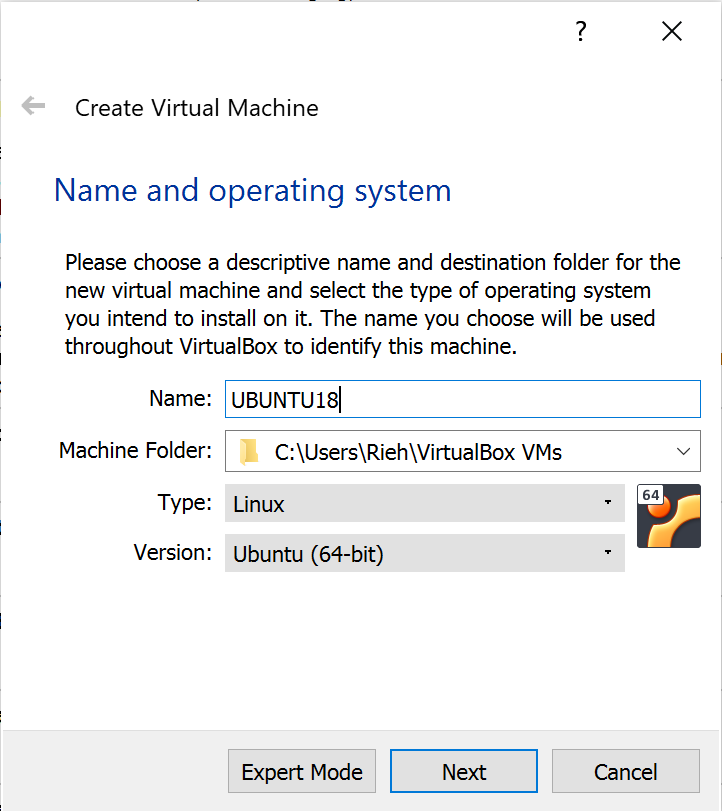 ?
Create Virtual Machine
Name and operating system
Please choose a descriptive name and destination folder for the
new virtual machine and select the type of operating system
you intend to install on it. The name you choose will be used
throughout VirtualBox to identify this machine.
Name: UBUNTU18
Machine Folder: C:\Users\Rieh\VirtualBox VMs
Type: Linux
64
Version: Ubuntu (64-bit)
Expert Mode Next Cancel